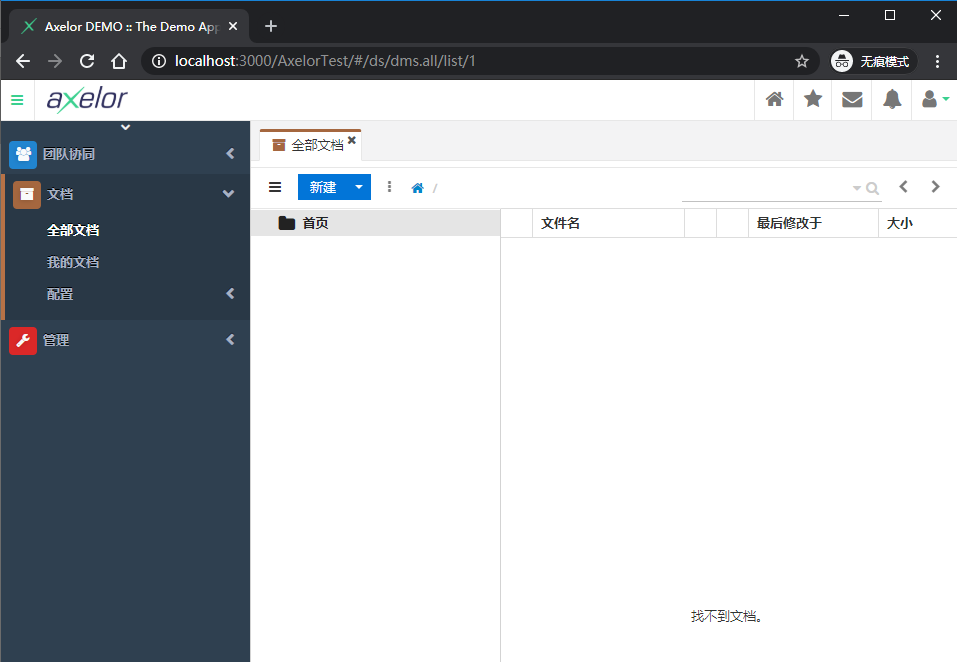 Axelor DEMO :: The Demo App
localhost:3000/AxelorTest/#/ds/dms.all/list/1
无痕模式
axelor
团队协同
全部文档
文档
新建
/
全部文档
首页
文件名
最后修改于
大小
我的文档
配置
管理
找不到文档。